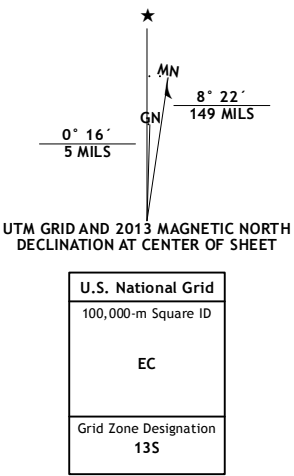 MN
8° 22´
149 MILS
GN
0° 16´
5 MILS
UTM GRID AND 2013 MAGNETIC NORTH
DECLINATION AT CENTER OF SHEET
U.S. National Grid
100,000-m Square ID
EC
Grid Zone Designation
13S